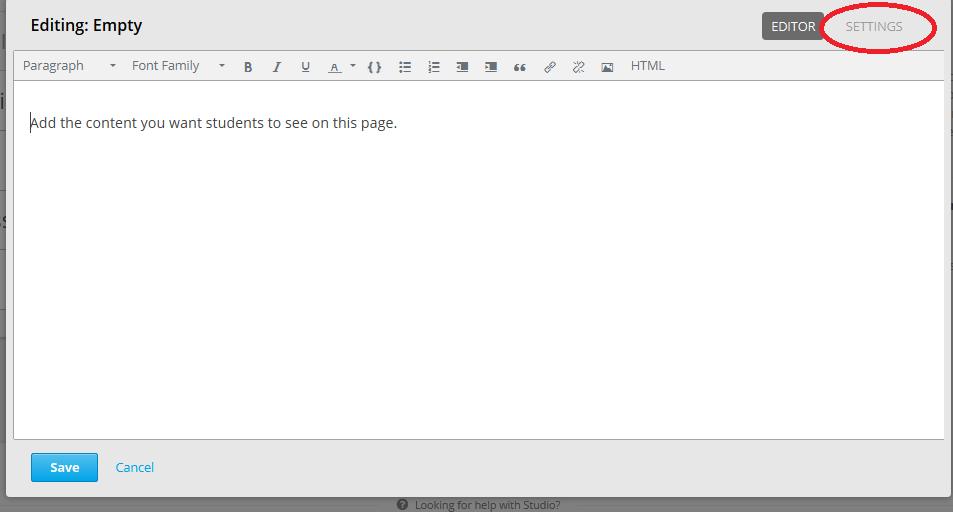 Editing: Empty
EDITOR SETTINGS
Paragraph Font Family B I U A {} HTML
Add the content you want students to see on this page.
Save Cancel
Looking for help with Studio?